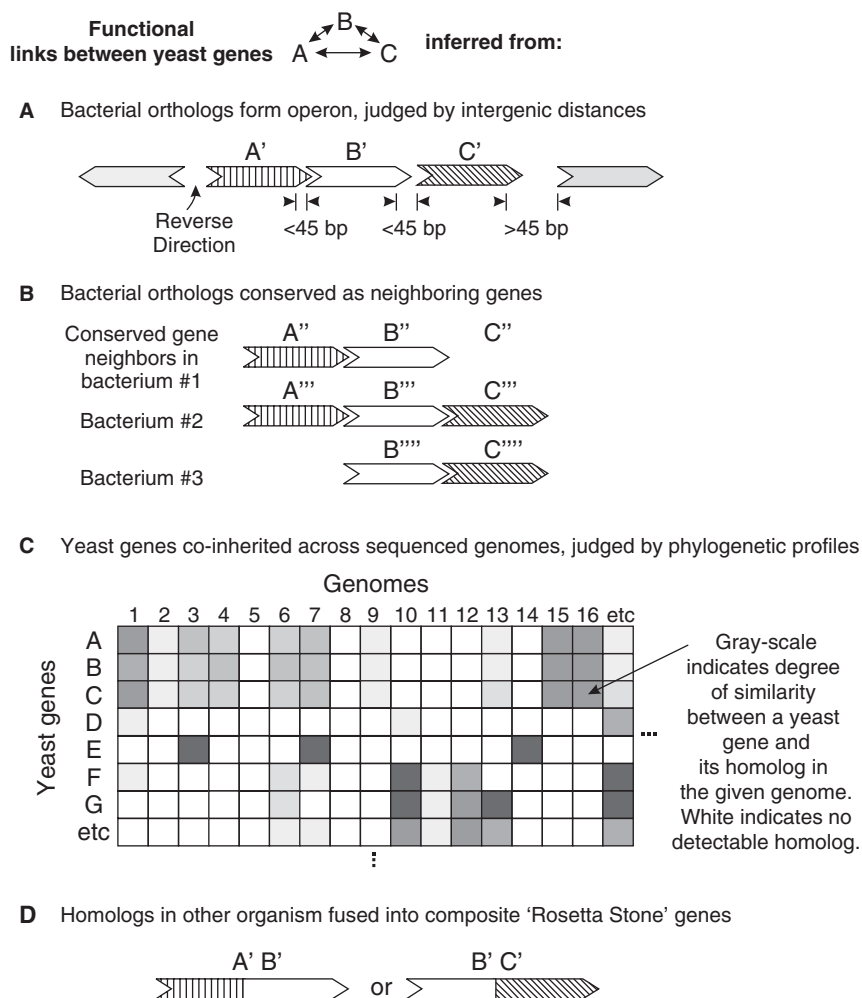 Functional
links between yeast genes A B C inferred from:
A Bacterial orthologs form operon, judged by intergenic distances
A' B' C'
Reverse
Direction
<45 bp <45 bp >45 bp
B Bacterial orthologs conserved as neighboring genes
Conserved gene
neighbors in
bacterium #1
A'' B'' C''
A''' B''' C'''
Bacterium #2
B'''' C''''
Bacterium #3
C Yeast genes co-inherited across sequenced genomes, judged by phylogenetic profiles
Genomes
1 2 3 4 5 6 7 8 9 10 11 12 13 14 15 16 etc
Yeast genes
A
B
C
D
E
F
G
etc
...
...
Gray-scale
indicates degree
of similarity
between a yeast
gene and
its homolog in
the given genome.
White indicates no
detectable homolog.
D Homologs in other organism fused into composite ‘Rosetta Stone’ genes
A' B' or B' C'